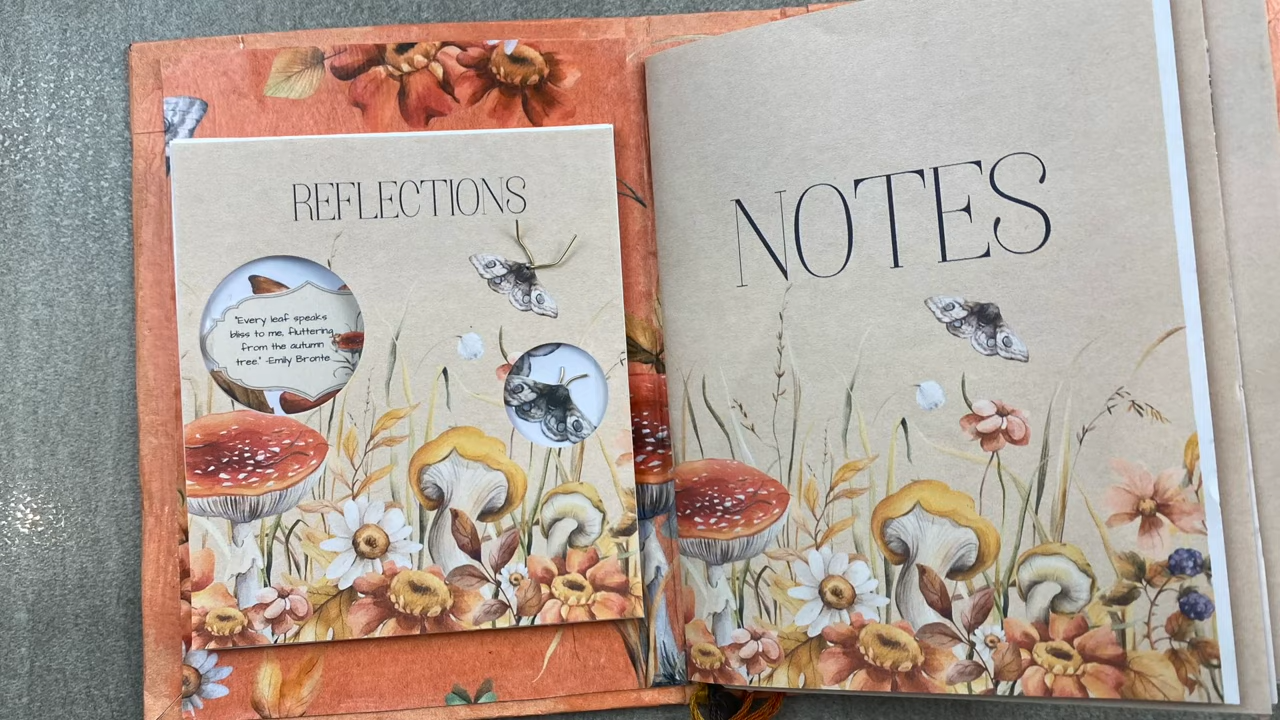 REFLECTIONS
"Every leaf speaks
bliss to me, fluttering
from the autumn
tree." -Emily Bronte
NOTES